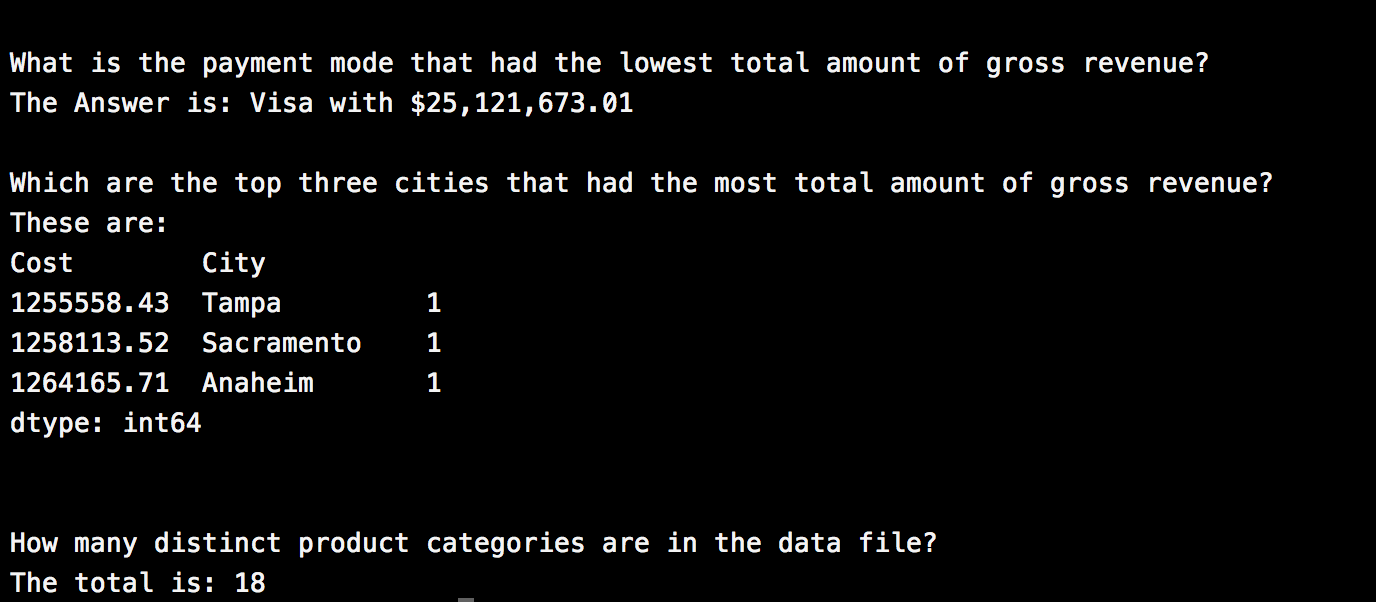 What is the payment mode that had the lowest total amount of gross revenue?
The Answer is: Visa with $25,121,673.01
Which are the top three cities that had the most total amount of gross revenue?
These are:
Cost        City
1255558.43  Tampa         1
1258113.52  Sacramento    1
1264165.71  Anaheim       1
dtype: int64
How many distinct product categories are in the data file?
The total is: 18